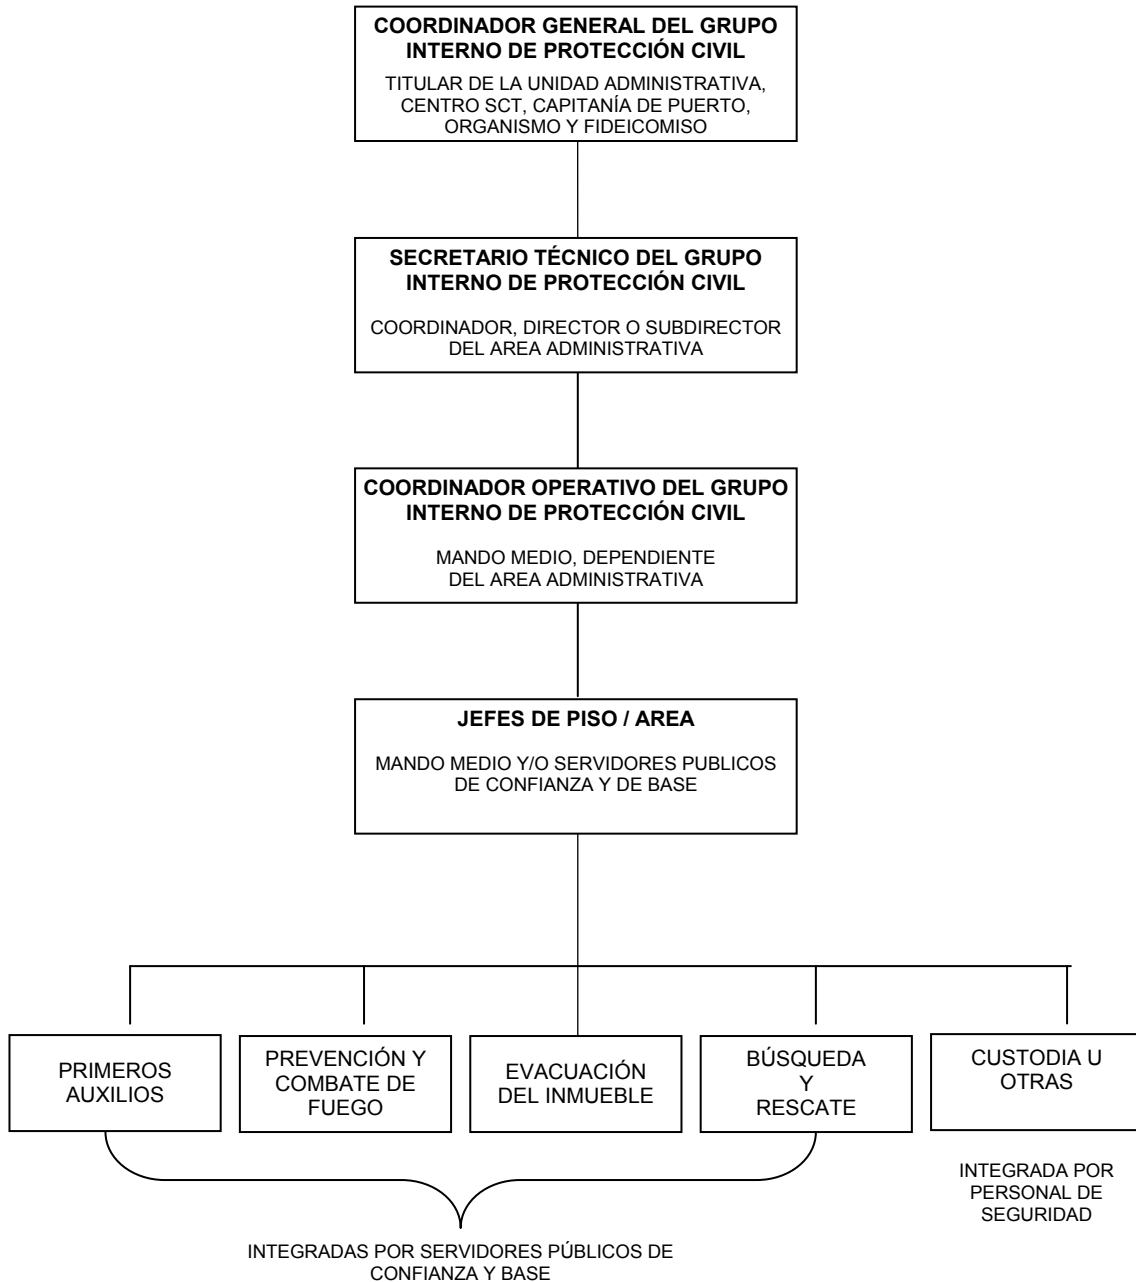 COORDINADOR GENERAL DEL GRUPO
INTERNO DE PROTECCIÓN CIVIL
TITULAR DE LA UNIDAD ADMINISTRATIVA,
CENTRO SCT, CAPITANÍA DE PUERTO,
ORGANISMO Y FIDEICOMISO
SECRETARIO TÉCNICO DEL GRUPO
INTERNO DE PROTECCIÓN CIVIL
COORDINADOR, DIRECTOR O SUBDIRECTOR
DEL AREA ADMINISTRATIVA
COORDINADOR OPERATIVO DEL GRUPO
INTERNO DE PROTECCIÓN CIVIL
MANDO MEDIO, DEPENDIENTE
DEL AREA ADMINISTRATIVA
JEFES DE PISO / AREA
MANDO MEDIO Y/O SERVIDORES PUBLICOS
DE CONFIANZA Y DE BASE
PRIMEROS
AUXILIOS
PREVENCIÓN Y
COMBATE DE
FUEGO
EVACUACIÓN
DEL INMUEBLE
BÚSQUEDA
Y
RESCATE
CUSTODIA U
OTRAS
INTEGRADAS POR SERVIDORES PÚBLICOS DE
CONFIANZA Y BASE
INTEGRADA POR
PERSONAL DE
SEGURIDAD